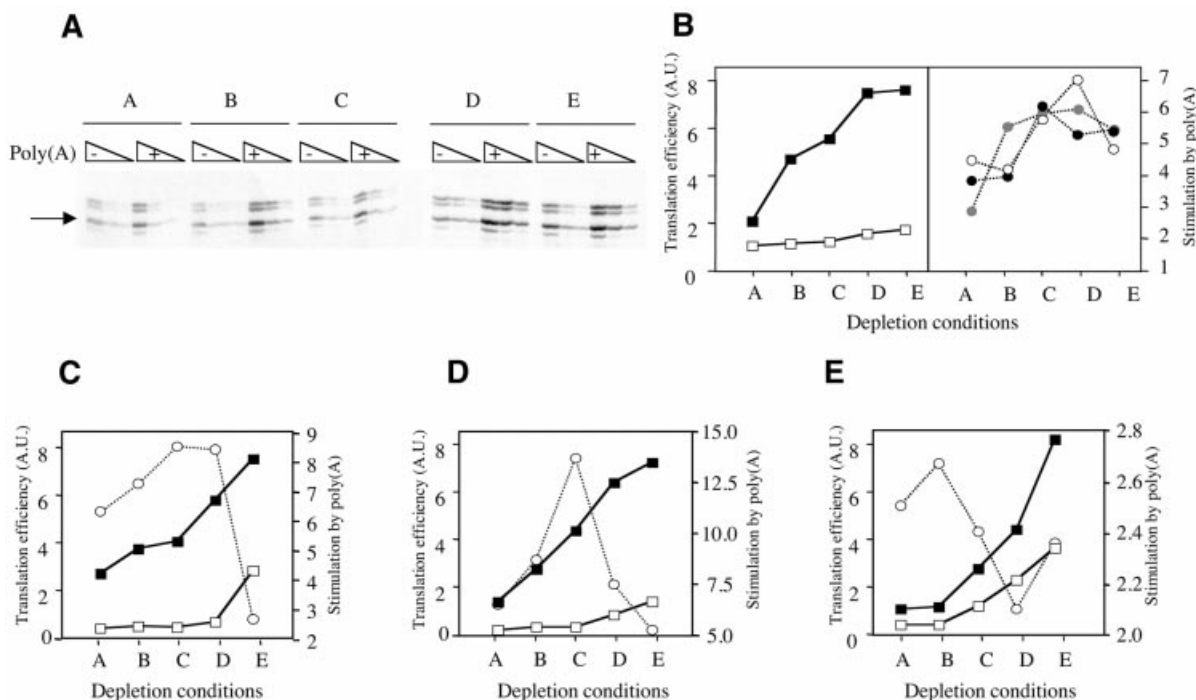 A
A B C D E
Poly(A) - + - + - + - + - +
B
Translation efficiency (A.U.)
8
6
4
2
0
A B C D E
A B C D E
7
6
5
4
3
2
1
Stimulation by poly(A)
Depletion conditions
C
Translation efficiency (A.U.)
8
6
4
2
0
A B C D E
9
8
7
6
5
4
3
2
Stimulation by poly(A)
Depletion conditions
D
Translation efficiency (A.U.)
8
6
4
2
0
A B C D E
15.0
12.5
10.0
7.5
5.0
Stimulation by poly(A)
Depletion conditions
E
Translation efficiency (A.U.)
8
6
4
2
0
A B C D E
2.8
2.6
2.4
2.2
2.0
Stimulation by poly(A)
Depletion conditions